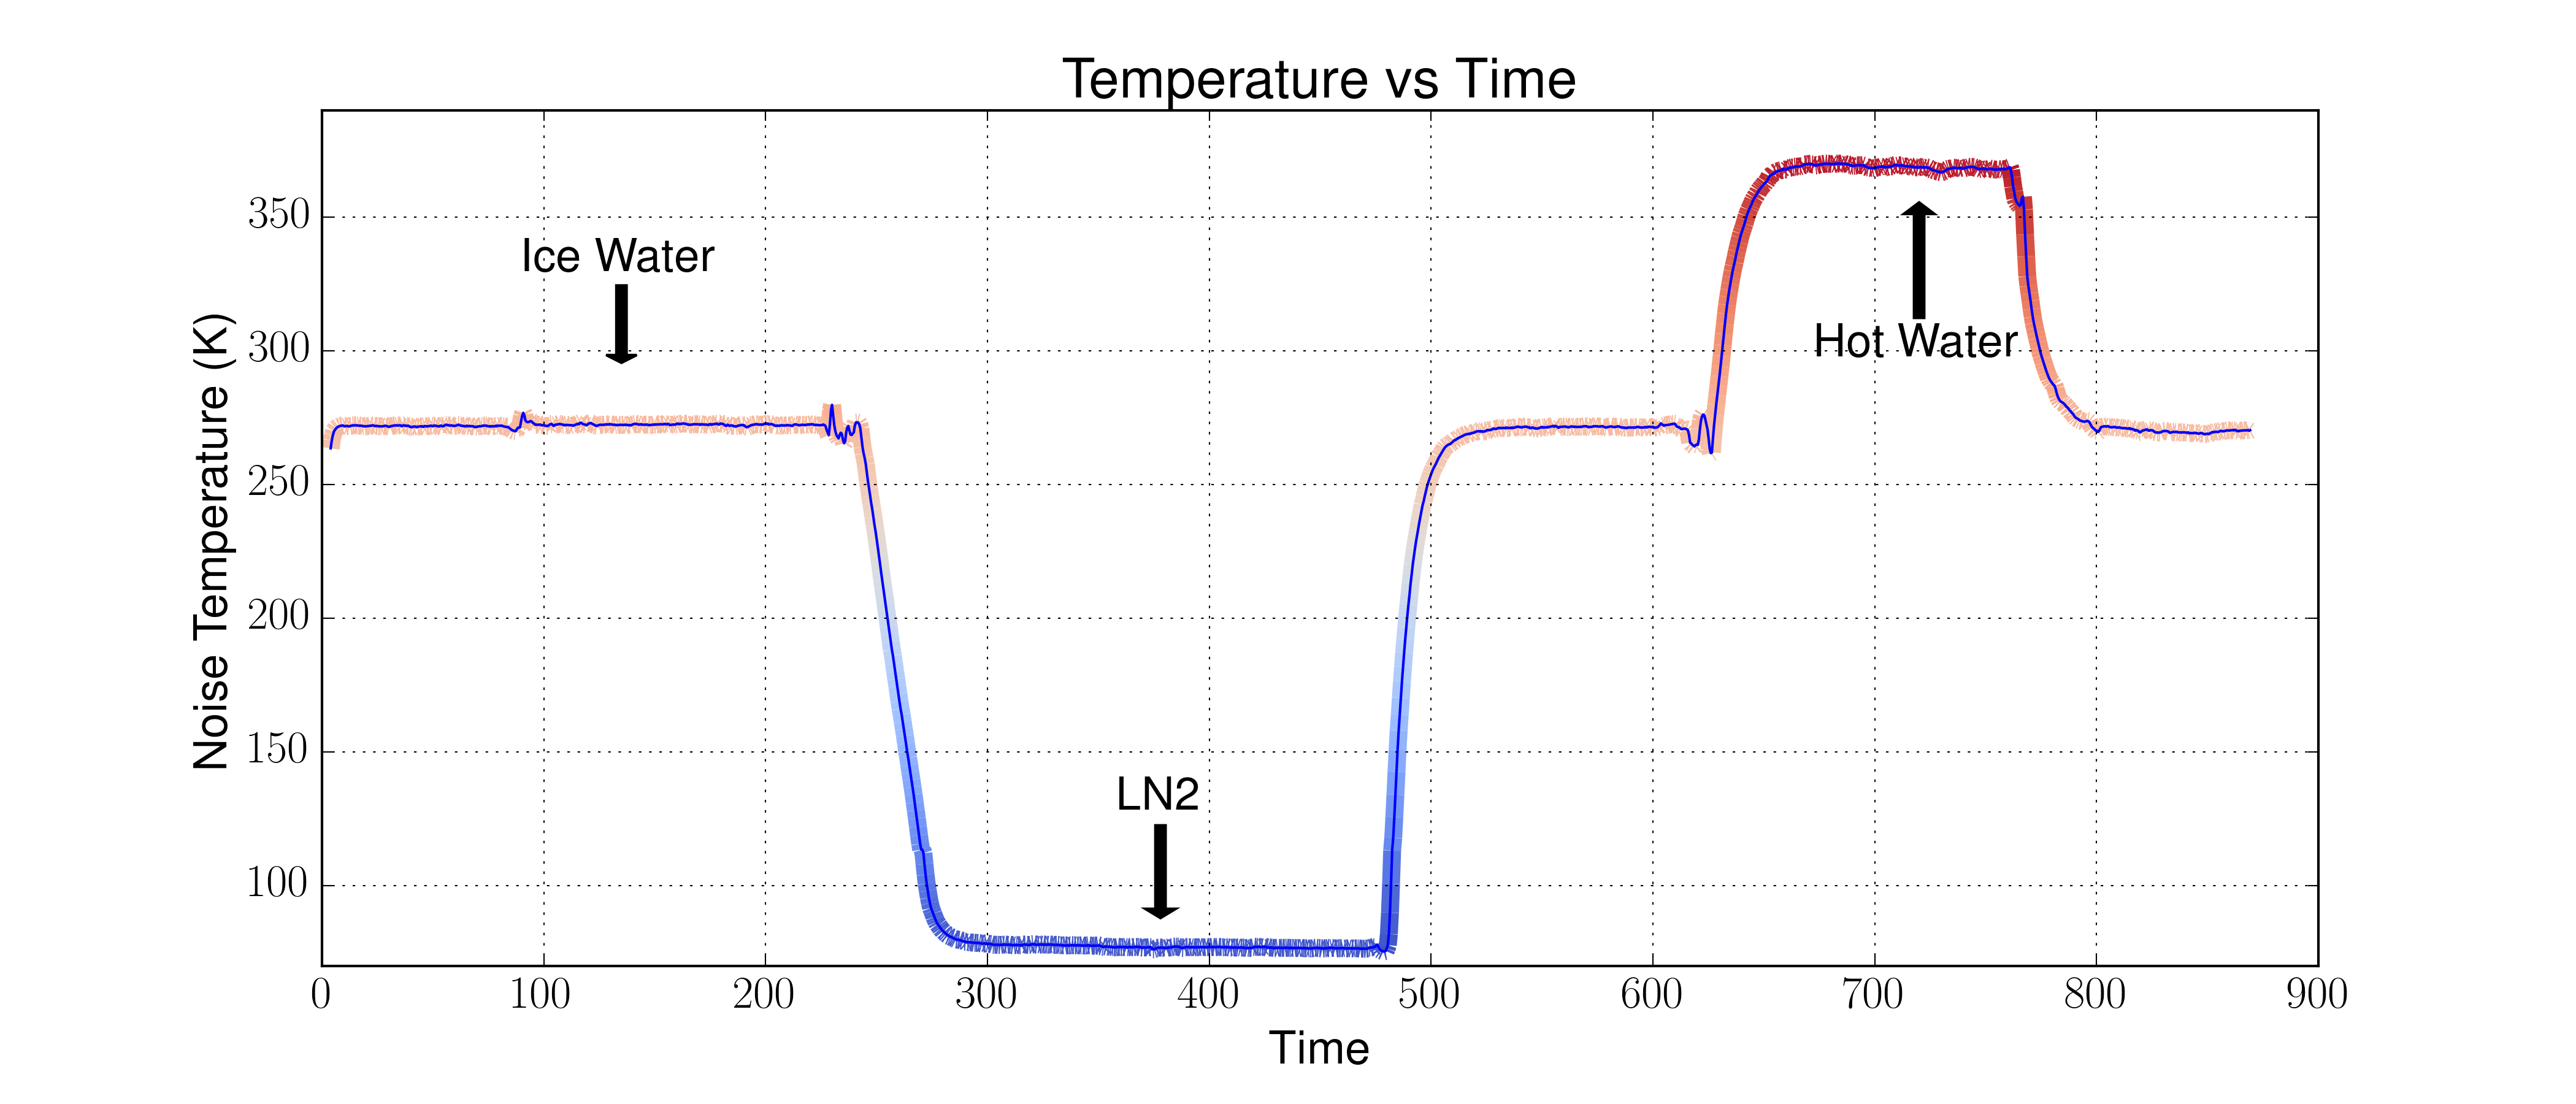 Temperature vs Time
Noise Temperature (K)
350
300
250
200
150
100
Ice Water
Hot Water
LN2
0 100 200 300 400 500 600 700 800 900
Time